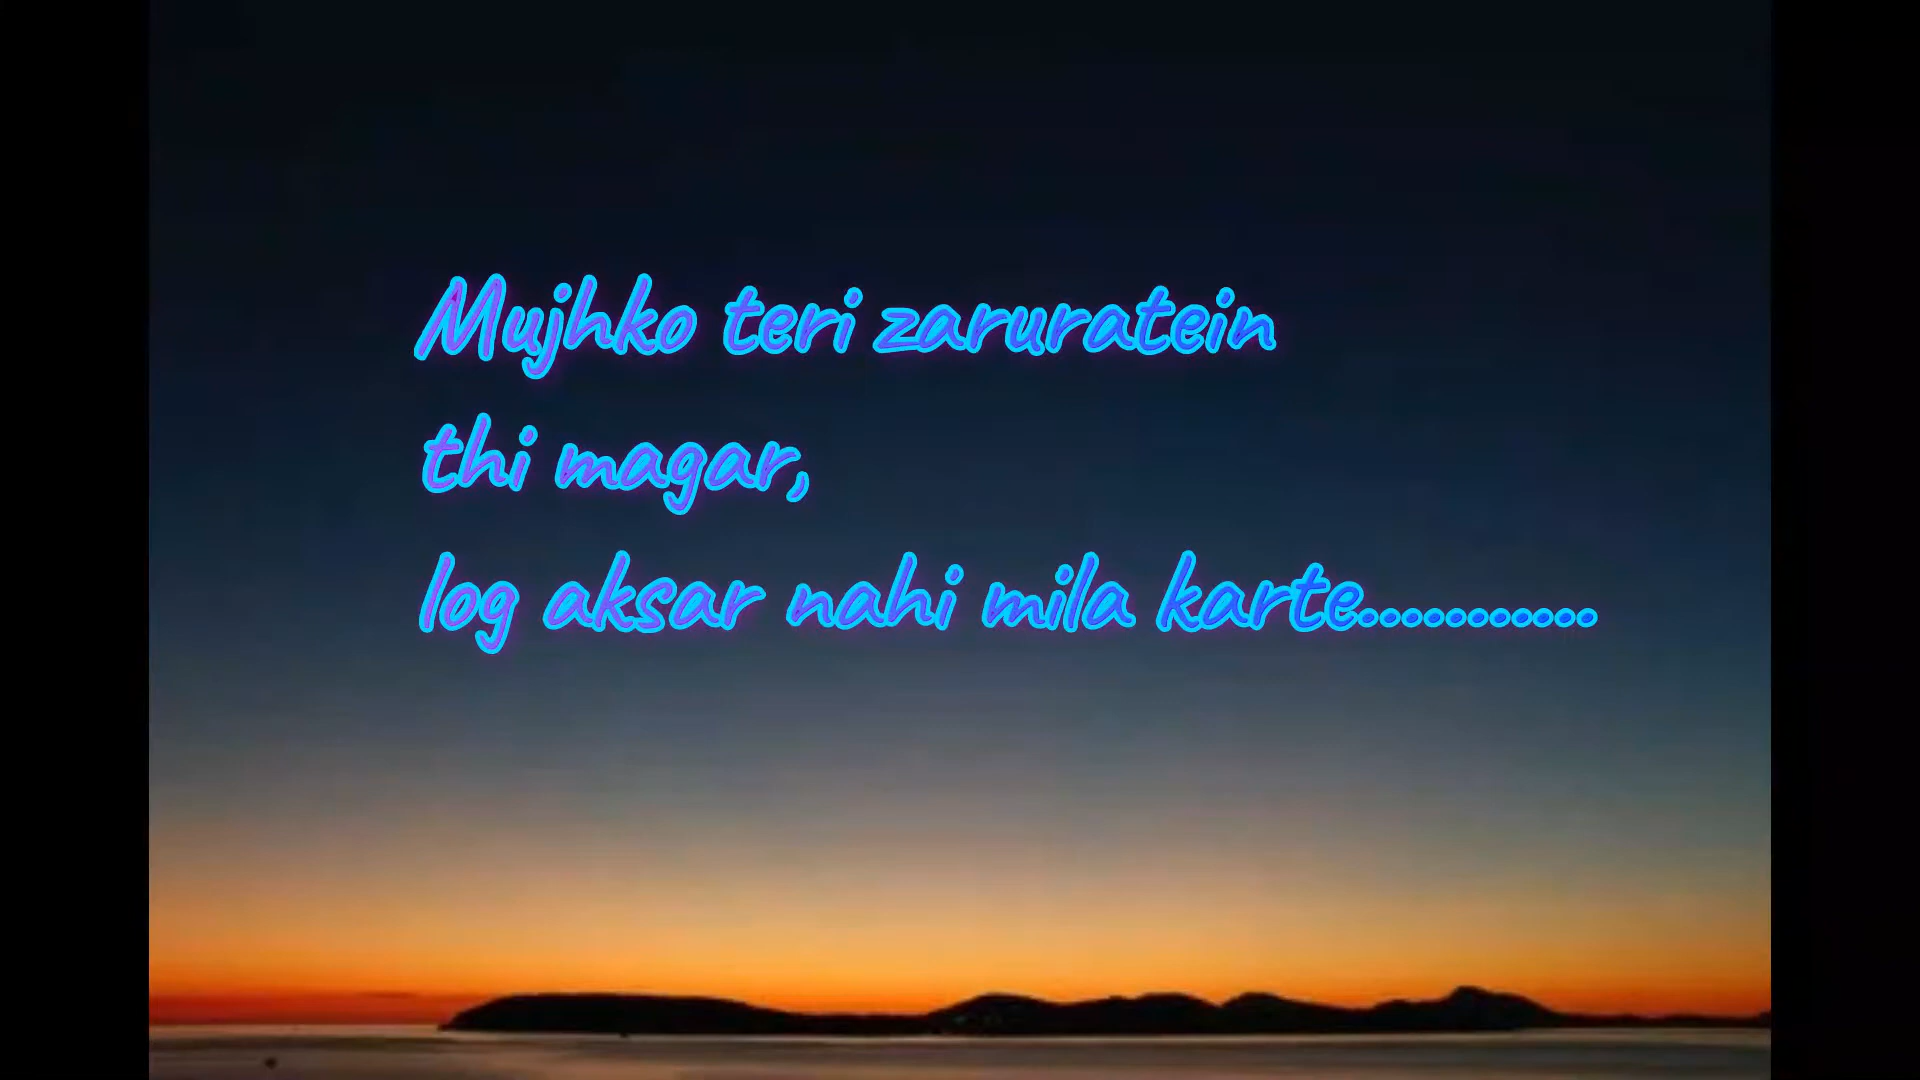 Mujhko teri zaruratein
thi magar,
log aksar nahi mila karte...........